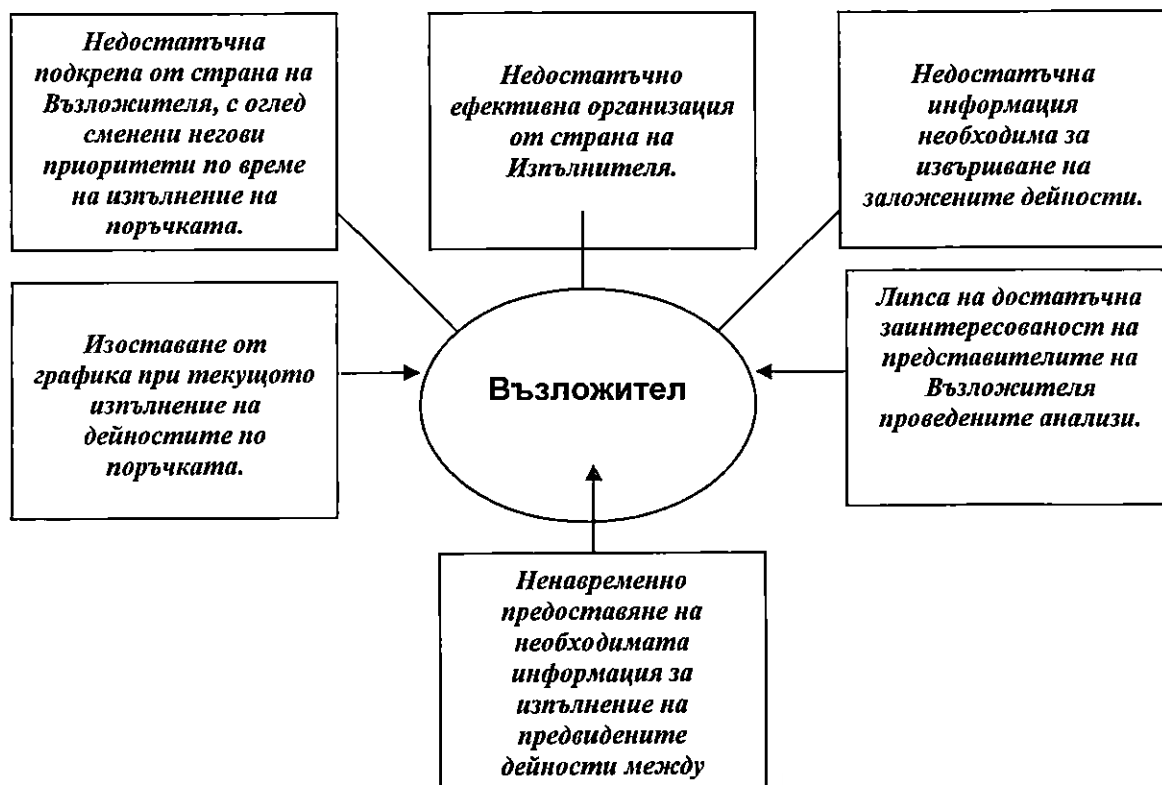 Недостатъчна
подкрепа от страна на
Възложителя, с оглед
сменени негови
приоритети по време
на изпълнение на
поръчката.
Недостатъчно
ефективна организация
от страна на
Изпълнителя.
Недостатъчна
информация
необходима за
извършване на
заложените дейности.
Изоставане от
графика при текущото
изпълнение на
дейностите по
поръчката.
Възложител
Липса на достатъчна
заинтересованост на
представителите на
Възложителя
проведените анализи.
Ненавременно
предоставяне на
необходимата
информация за
изпълнение на
предвидените
дейности между